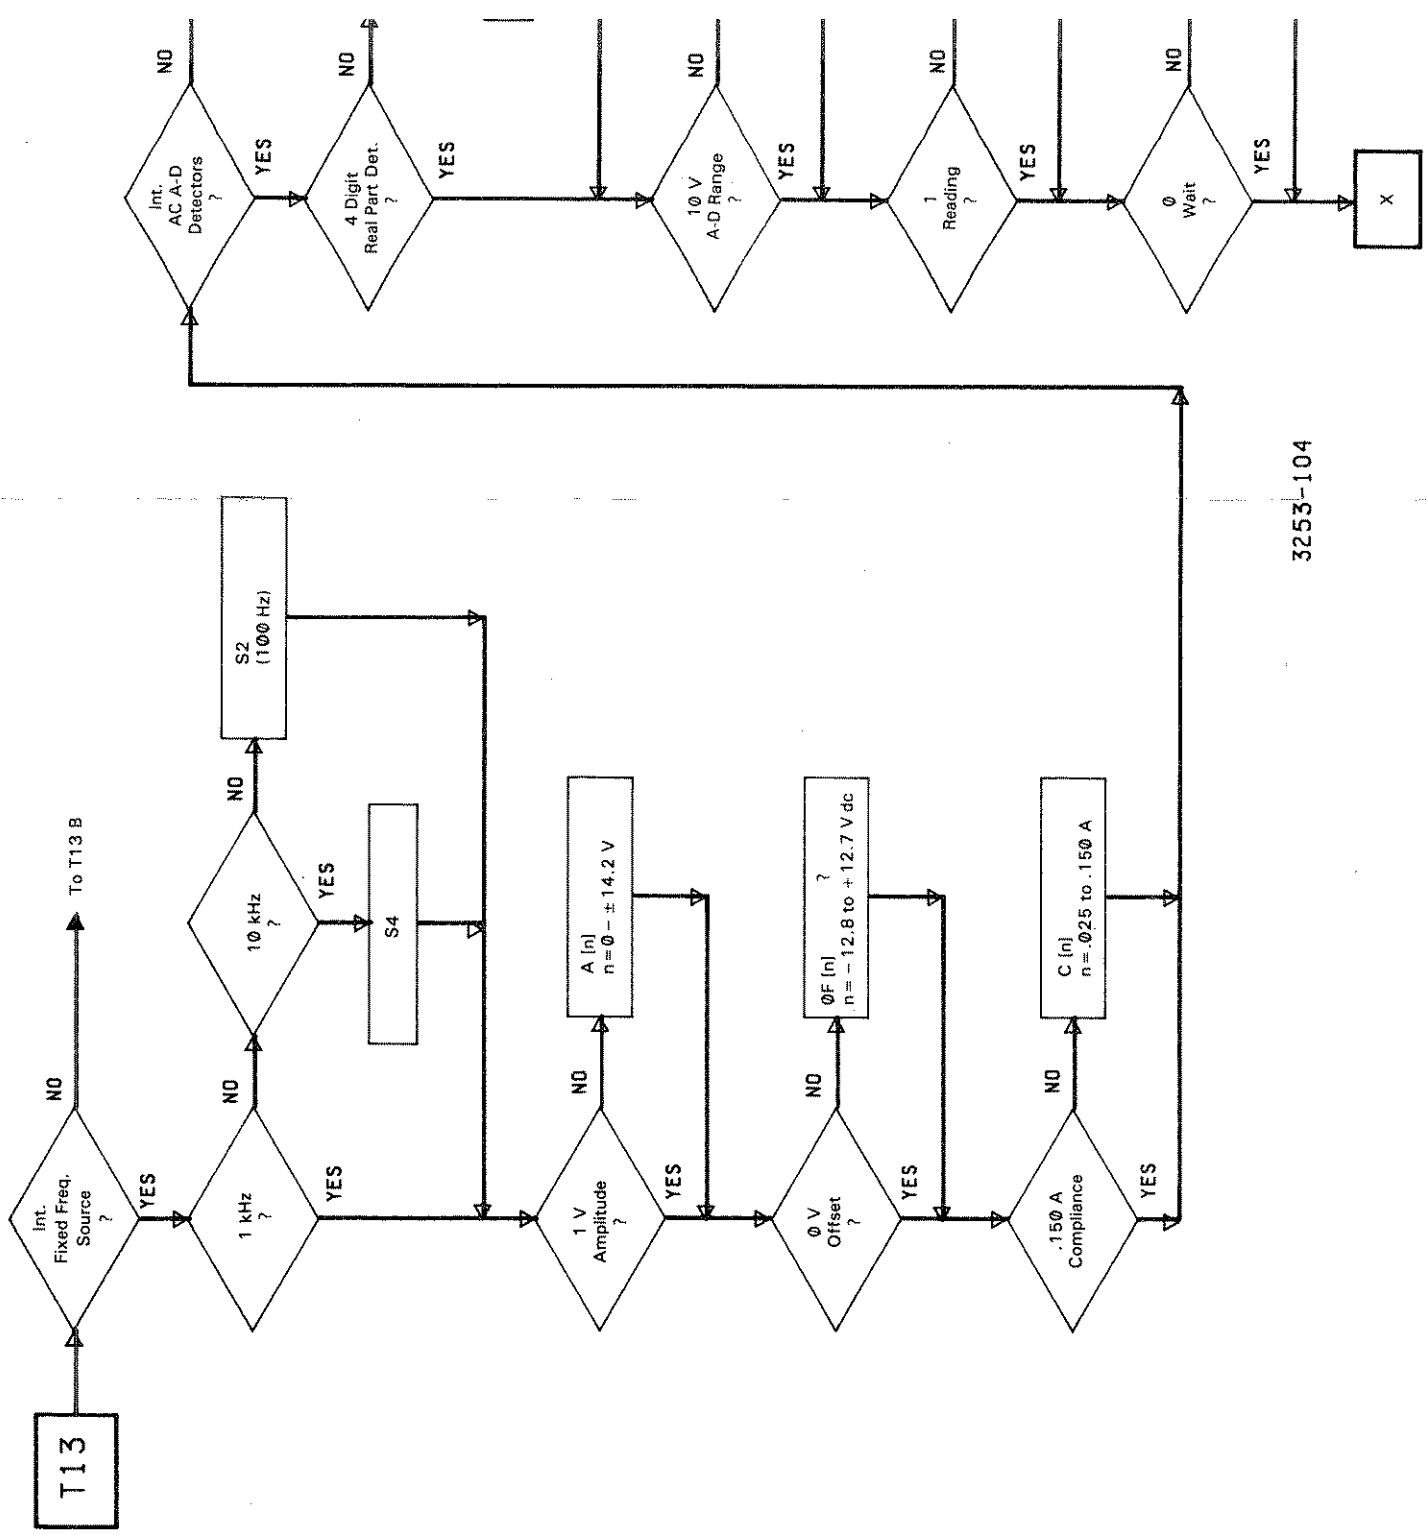 T13
Int.
Fixed Freq.
Source
?
NO
To T13 B
YES
1 kHz
?
NO
10 kHz
?
NO
S2
(100 Hz)
YES
S4
YES
1 V
Amplitude
?
NO
A [n]
n=0 - ± 14.2 V
YES
0 V
Offset
?
NO
0F [n] ?
n= - 12.8 to + 12.7 V dc
YES
.150 A
Compliance
?
NO
C [n]
n=.025 to .150 A
YES
Int.
AC A-D
Detectors
?
NO
YES
4 Digit
Real Part Det.
?
NO
YES
10 V
A-D Range
?
NO
YES
1
Reading
?
NO
YES
0
Wait
?
NO
YES
X
3253-104